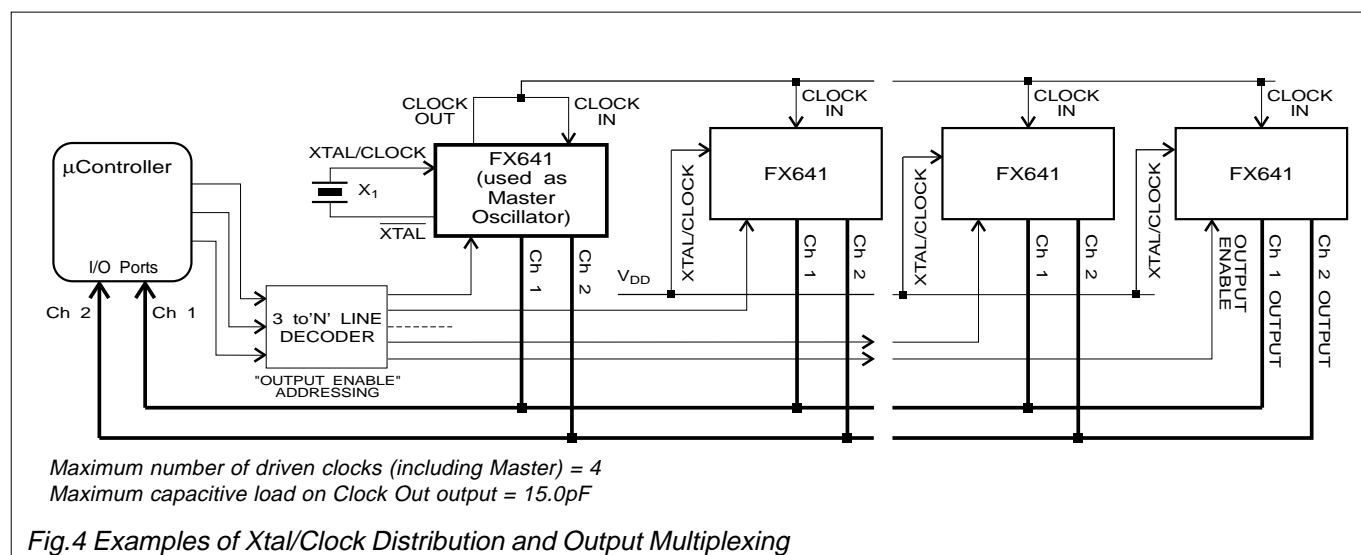 CLOCK
OUT
CLOCK
IN
CLOCK
IN
CLOCK
IN
CLOCK
IN
µController
I/O Ports
XTAL/CLOCK
X1
XTAL
FX641
(used as
Master
Oscillator)
FX641
FX641
FX641
XTAL/CLOCK
XTAL/CLOCK
XTAL/CLOCK
VDD
Ch 1
Ch 2
Ch 1
Ch 2
Ch 1
Ch 2
OUTPUT
ENABLE
Ch 1 OUTPUT
Ch 2 OUTPUT
Ch 2
Ch 1
3 to'N' LINE
DECODER
"OUTPUT ENABLE"
ADDRESSING
Maximum number of driven clocks (including Master) = 4
Maximum capacitive load on Clock Out output = 15.0pF
Fig.4 Examples of Xtal/Clock Distribution and Output Multiplexing